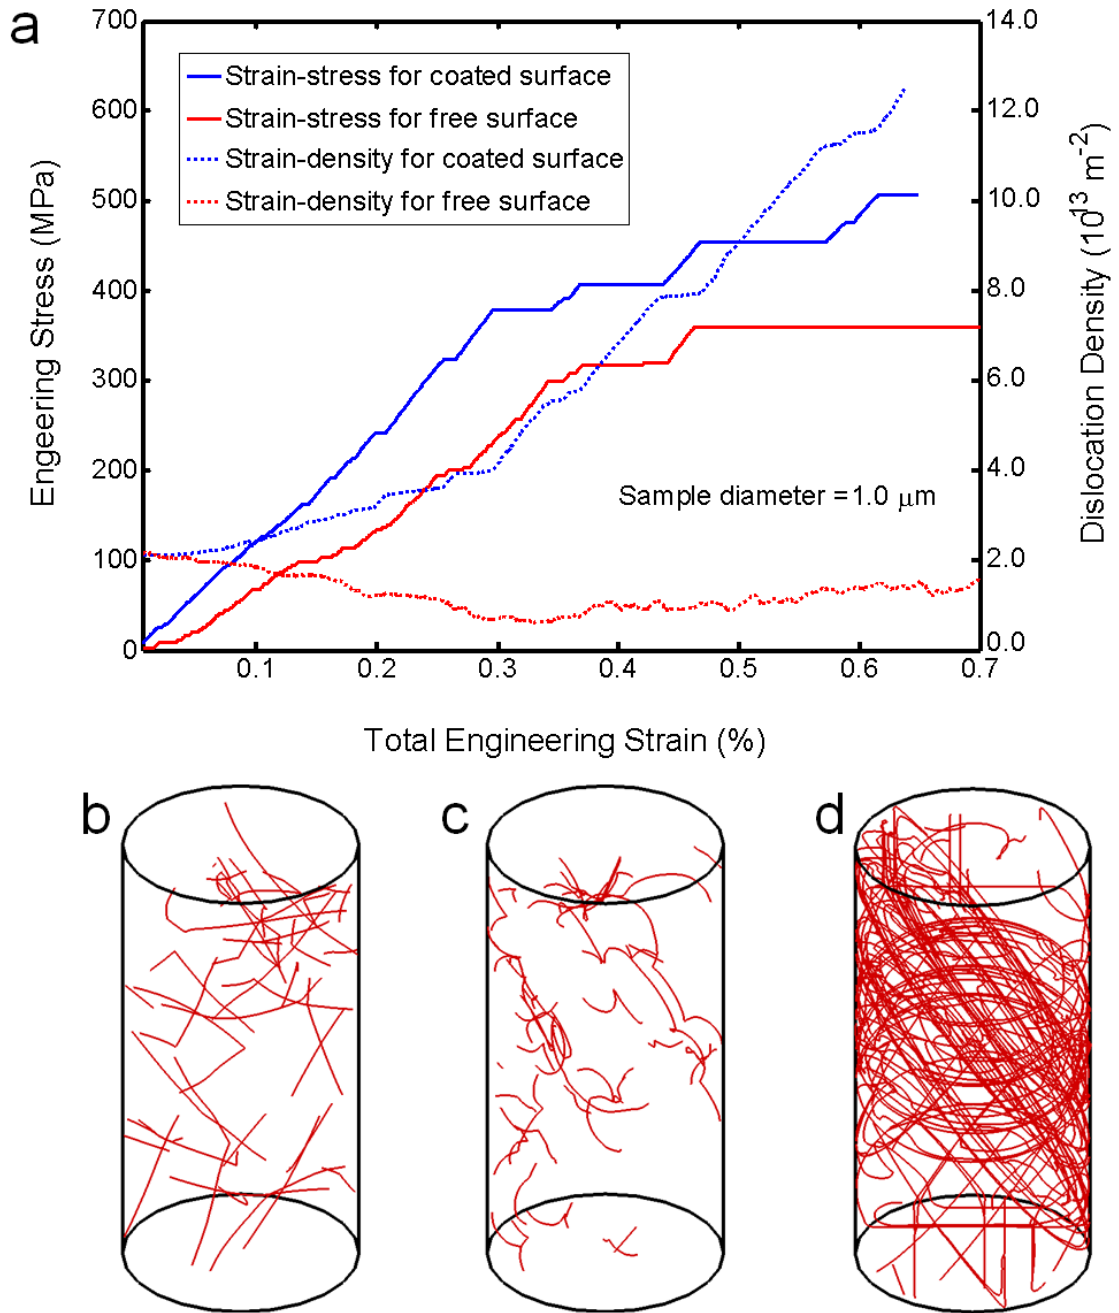 a
700
600
500
400
300
200
100
0
Engeering Stress (MPa)
Strain-stress for coated surface
Strain-stress for free surface
Strain-density for coated surface
Strain-density for free surface
Sample diameter =1.0 μm
14.0
12.0
10.0
8.0
6.0
4.0
2.0
0.0
Dislocation Density (10¹³ m⁻²)
0.1 0.2 0.3 0.4 0.5 0.6 0.7
Total Engineering Strain (%)
b c d